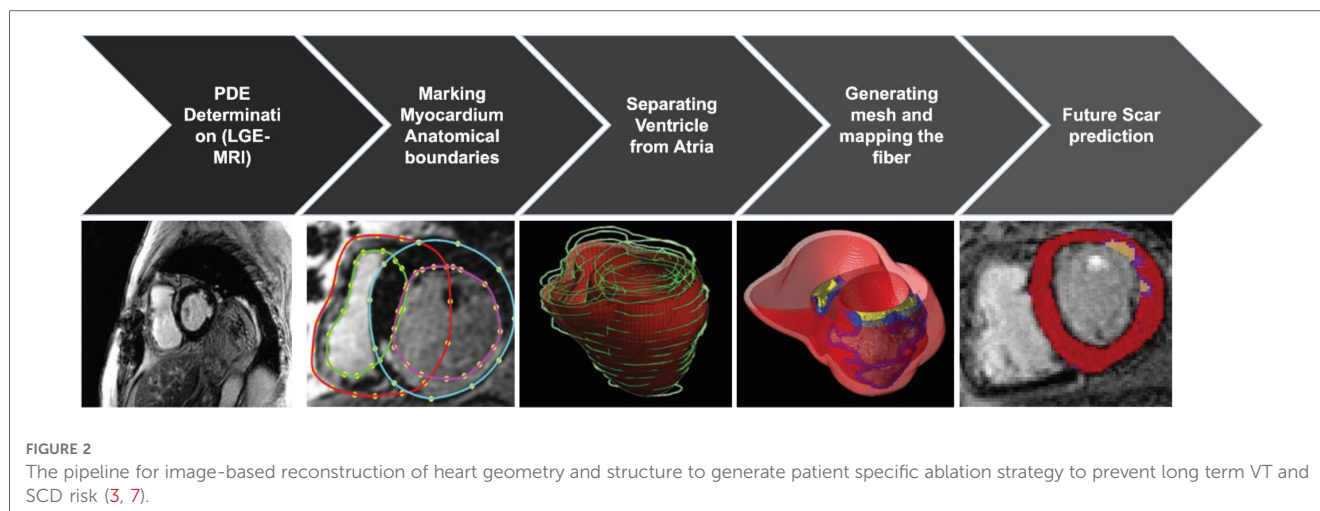 PDE
Determinati
on (LGE-
MRI)
Marking
Myocardium
Anatomical
boundaries
Separating
Ventricle
from Atria
Generating
mesh and
mapping the
fiber
Future Scar
prediction
FIGURE 2
The pipeline for image-based reconstruction of heart geometry and structure to generate patient specific ablation strategy to prevent long term VT and
SCD risk (3, 7).